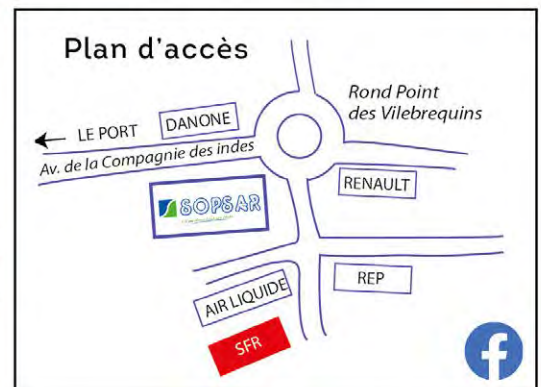 Plan d'accès
Rond Point
des Vilebrequins
DANONE
LE PORT
Av. de la Compagnie des indes
RENAULT
SOPSAR
REP
AIR LIQUIDE
SFR
f